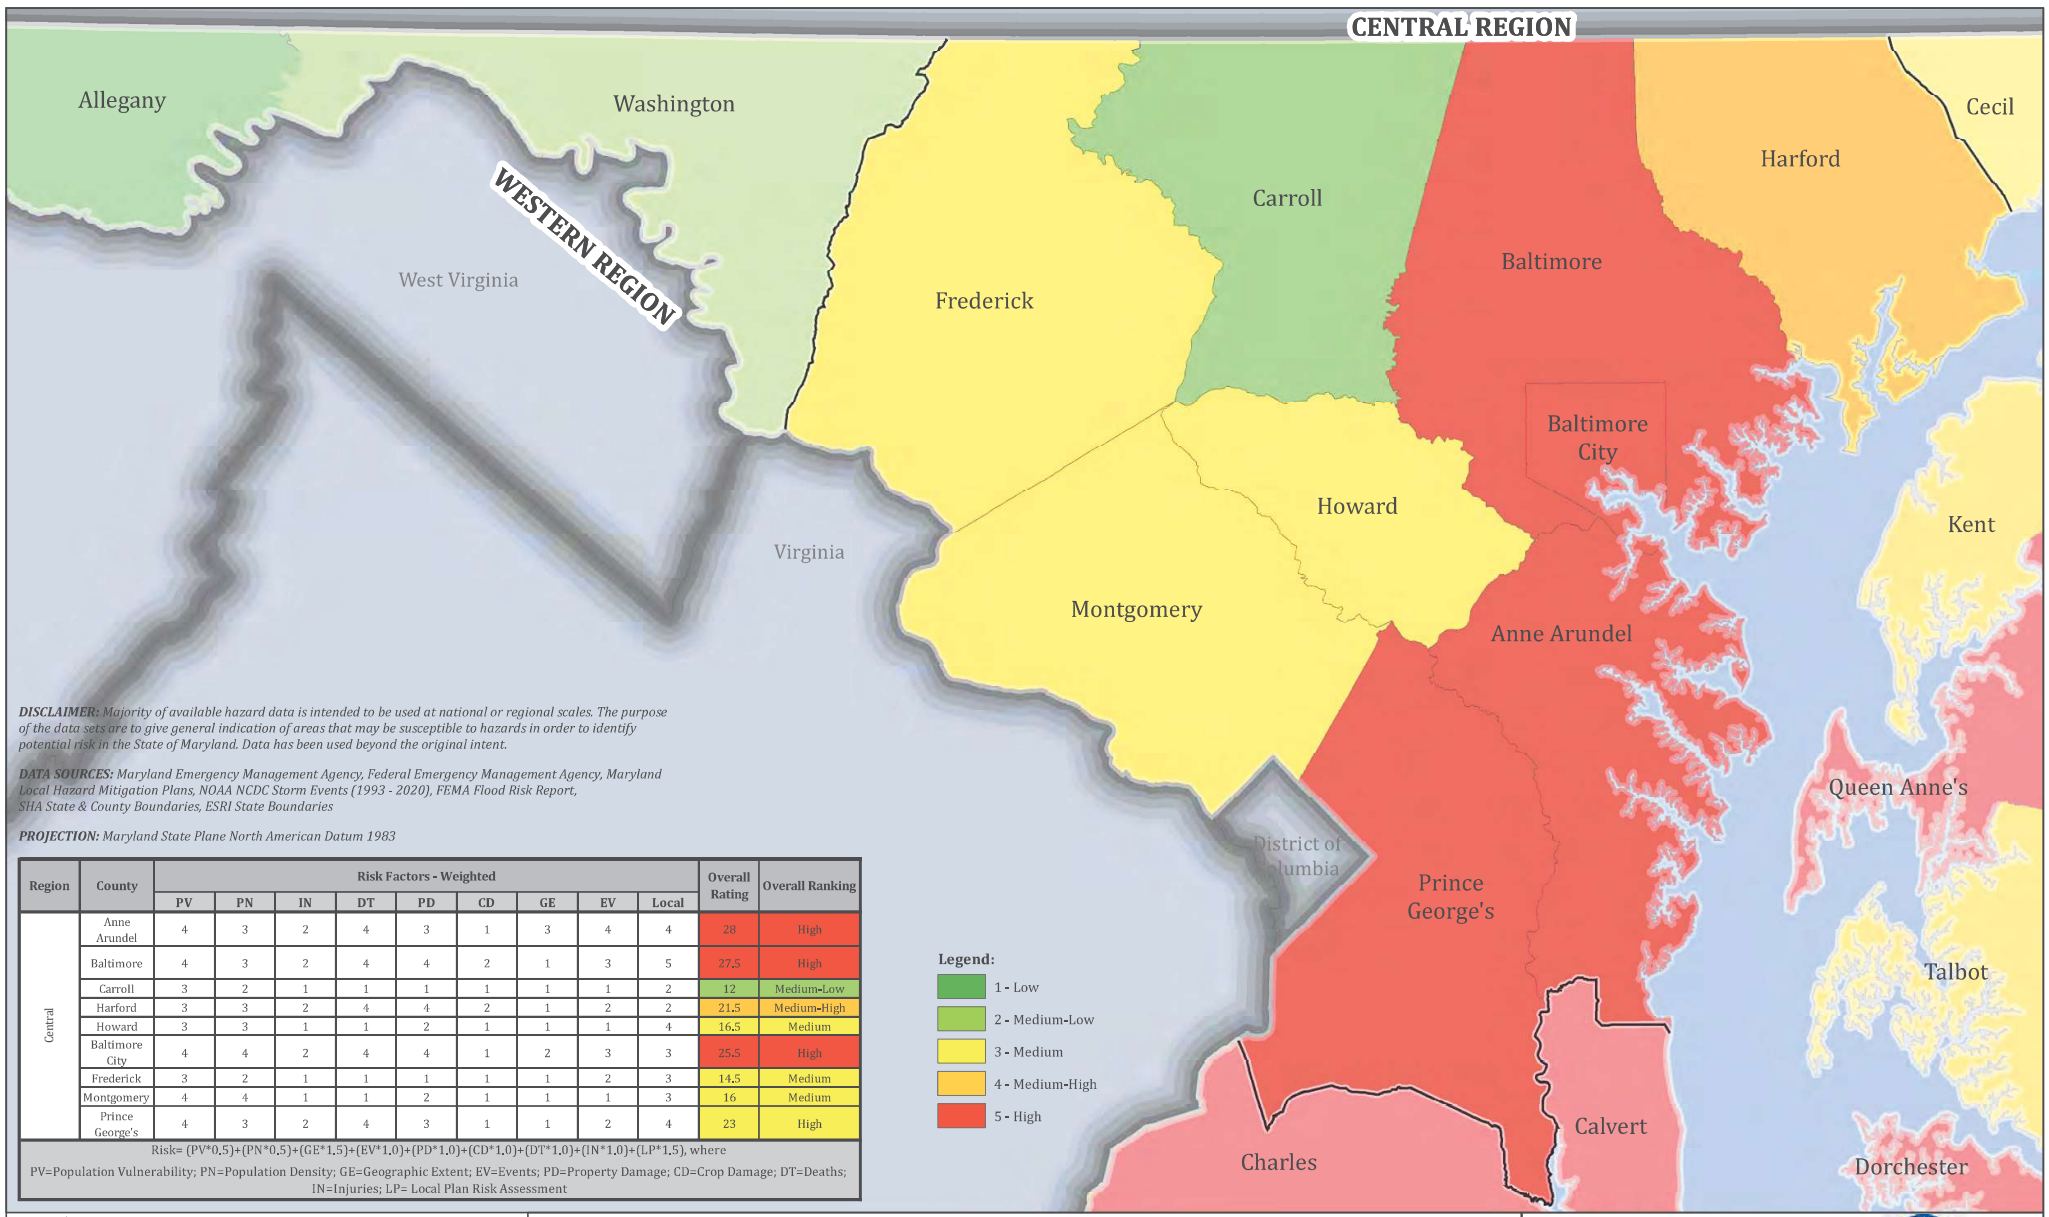 CENTRAL REGION
Allegany
Washington
Cecil
Harford
Carroll
WESTERN REGION
Baltimore
West Virginia
Frederick
Baltimore
City
Howard
Kent
Virginia
Montgomery
Anne Arundel
DISCLAIMER: Majority of available hazard data is intended to be used at national or regional scales. The purpose
of the data sets are to give general indication of areas that may be susceptible to hazards in order to identify
potential risk in the State of Maryland. Data has been used beyond the original intent.
DATA SOURCES: Maryland Emergency Management Agency, Federal Emergency Management Agency, Maryland
Local Hazard Mitigation Plans, NOAA NCDC Storm Events (1993 - 2020), FEMA Flood Risk Report,
SHA State & County Boundaries, ESRI State Boundaries
PROJECTION: Maryland State Plane North American Datum 1983
Queen Anne's
District of
Columbia
Prince
George's
Talbot
Calvert
Charles
Dorchester
Region County Risk Factors - Weighted Overall Rating Overall Ranking
PV PN IN DT PD CD GE EV Local
Central
Anne Arundel 4 3 2 4 3 1 3 4 4 28 High
Baltimore 4 3 2 4 4 2 1 3 5 27.5 High
Carroll 3 2 1 1 1 1 1 1 2 12 Medium-Low
Harford 3 3 2 4 4 2 1 2 2 21.5 Medium-High
Howard 3 3 1 1 2 1 1 1 4 16.5 Medium
Baltimore City 4 4 2 4 4 1 2 3 3 25.5 High
Frederick 3 2 1 1 1 1 1 2 3 14.5 Medium
Montgomery 4 4 1 1 2 1 1 1 3 16 Medium
Prince George's 4 3 2 4 3 1 1 2 4 23 High
Risk= (PV*0.5)+(PN*0.5)+(GE*1.5)+(EV*1.0)+(PD*1.0)+(CD*1.0)+(DT*1.0)+(IN*1.0)+(LP*1.5), where
PV=Population Vulnerability; PN=Population Density; GE=Geographic Extent; EV=Events; PD=Property Damage; CD=Crop Damage; DT=Deaths;
IN=Injuries; LP= Local Plan Risk Assessment
Legend:
1 - Low
2 - Medium-Low
3 - Medium
4 - Medium-High
5 - High